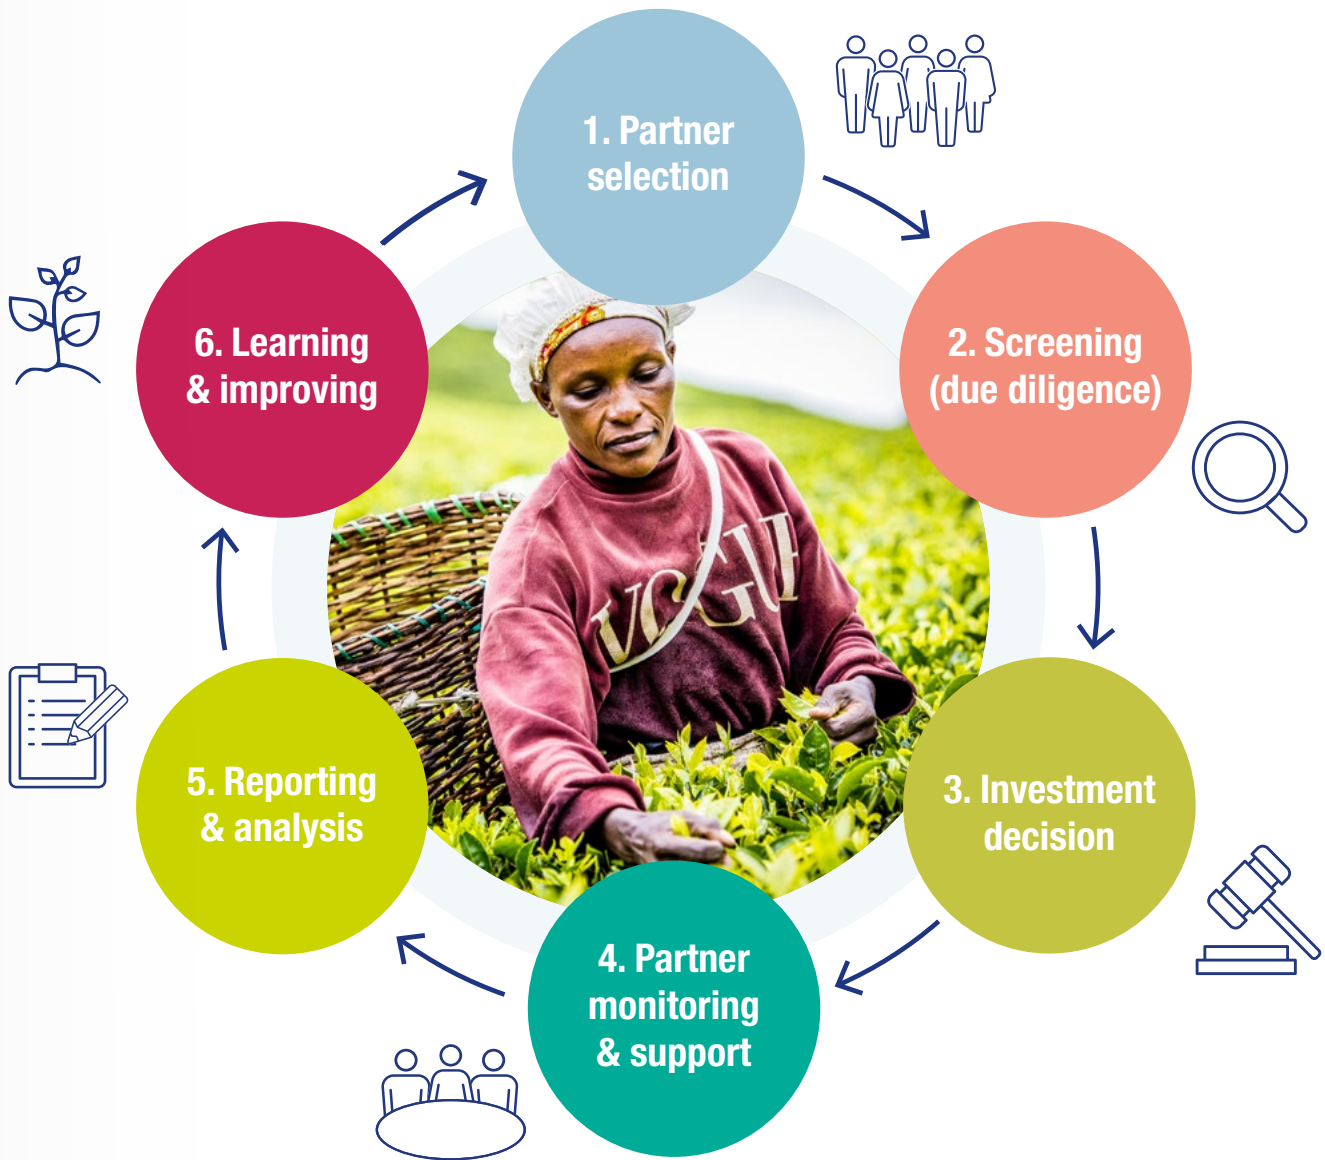 1. Partner
selection
2. Screening
(due diligence)
3. Investment
decision
4. Partner
monitoring
& support
5. Reporting
& analysis
6. Learning
& improving
VOGUE